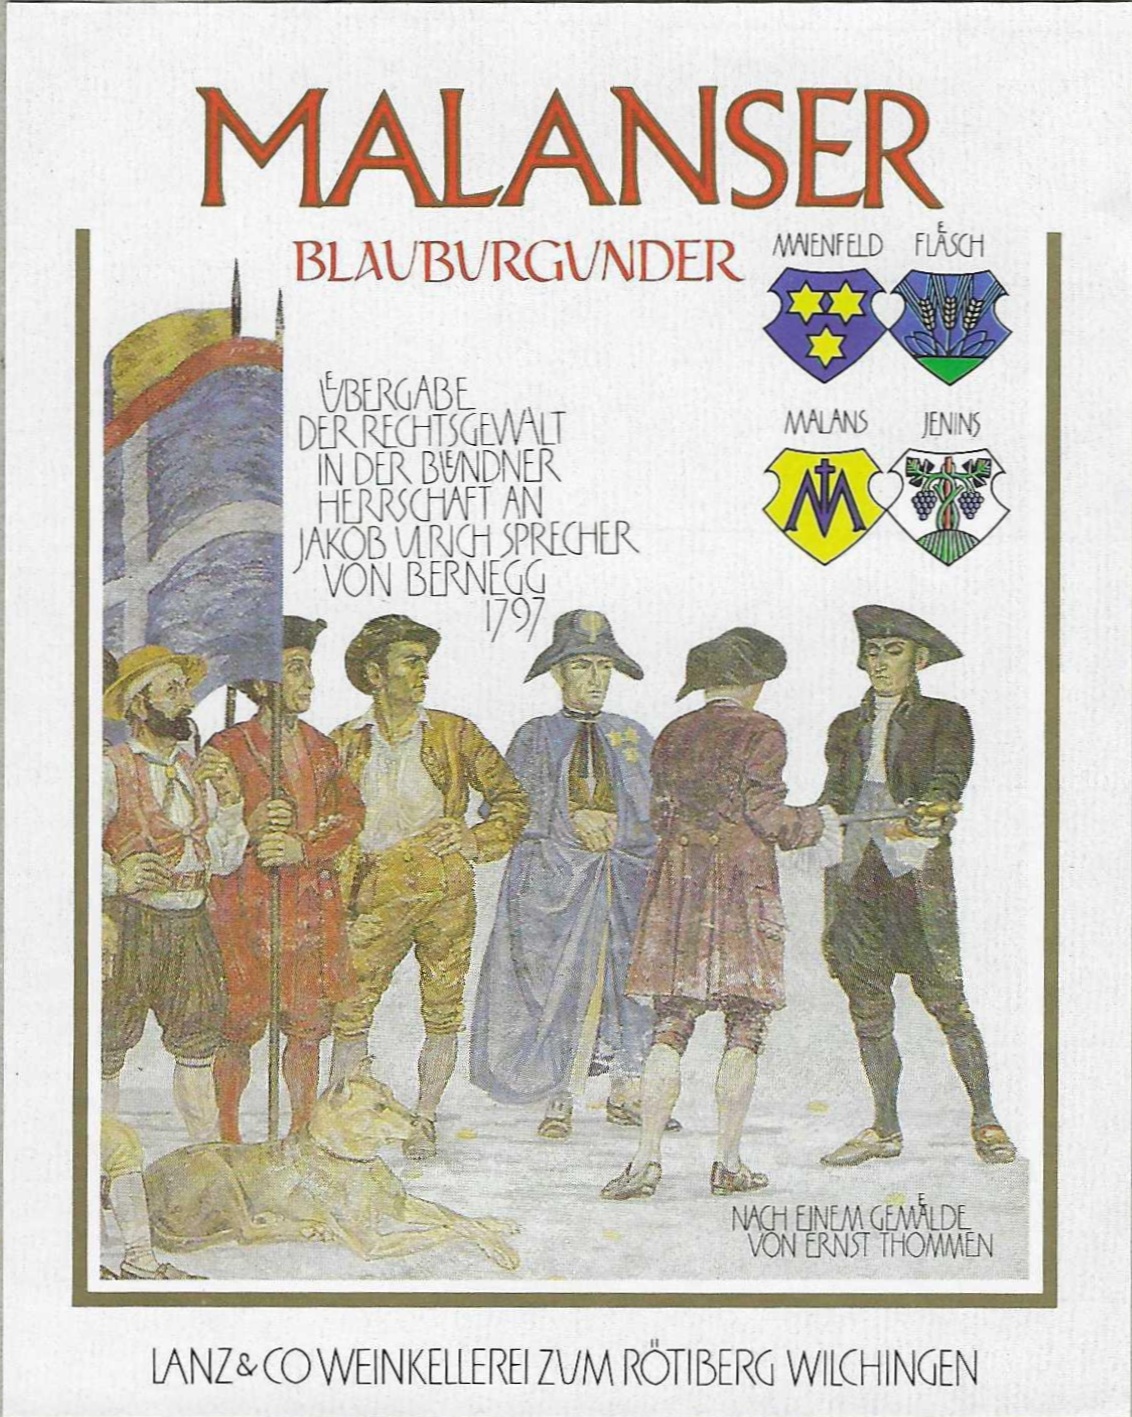 MALANSER
BLAUBURGUNDER
MAIENFELD
FLÄSCH
MALANS
JENINS
ÜBERGABE
DER RECHTSGEWALT
IN DER BÜNDNER
HERRSCHAFT AN
JAKOB ULRICH SPRECHER
VON BERNEGG
1797
NACH EINEM GEMÄLDE
VON ERNST THOMMEN
LANZ & CO WEINKELLEREI ZUM RÖTIBERG WILCHINGEN